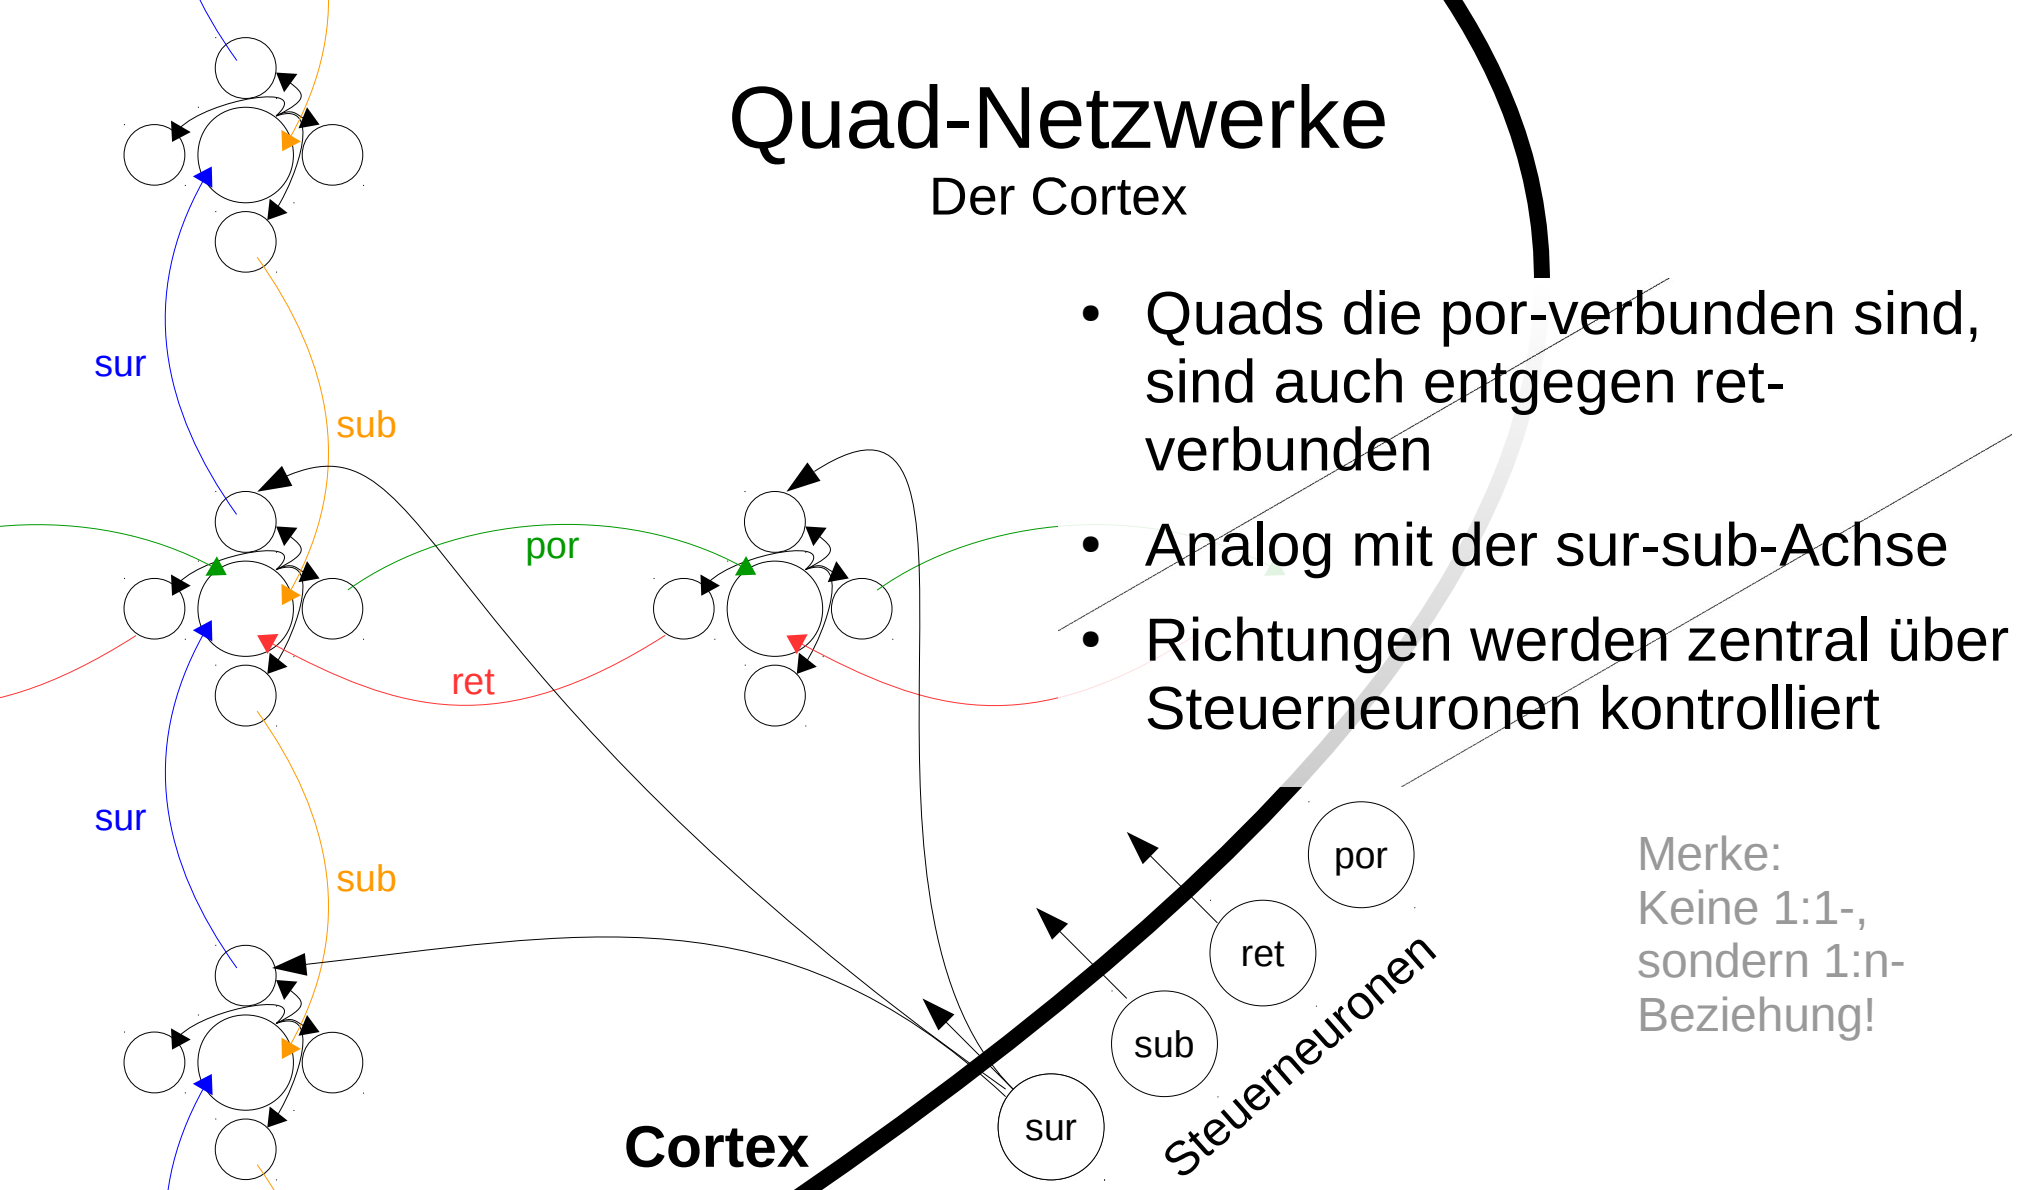 Quad-Netzwerke
Der Cortex
• Quads die por-verbunden sind,
sind auch entgegen ret-
verbunden
• Analog mit der sur-sub-Achse
• Richtungen werden zentral über
Steuerneuronen kontrolliert
sur
sub
por
ret
sur
sub
por
ret
sub
sur
Steuerneuronen
Cortex
Merke:
Keine 1:1-,
sondern 1:n-
Beziehung!